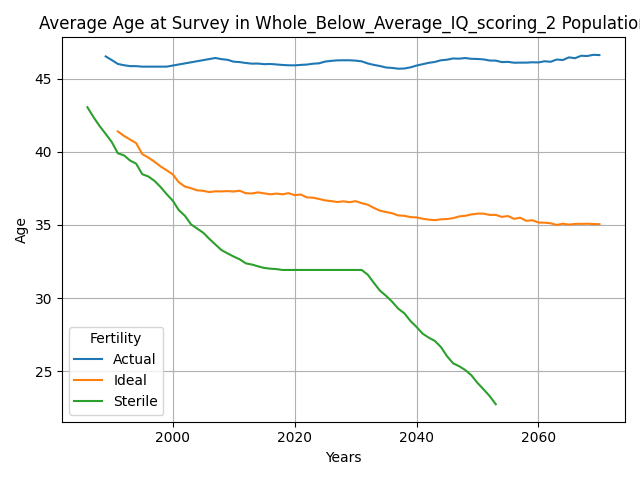 Average Age at Survey in Whole_Below_Average_IQ_scoring_2 Population
Age
45
40
35
30
25
Fertility
Actual
Ideal
Sterile
2000 2020 2040 2060
Years